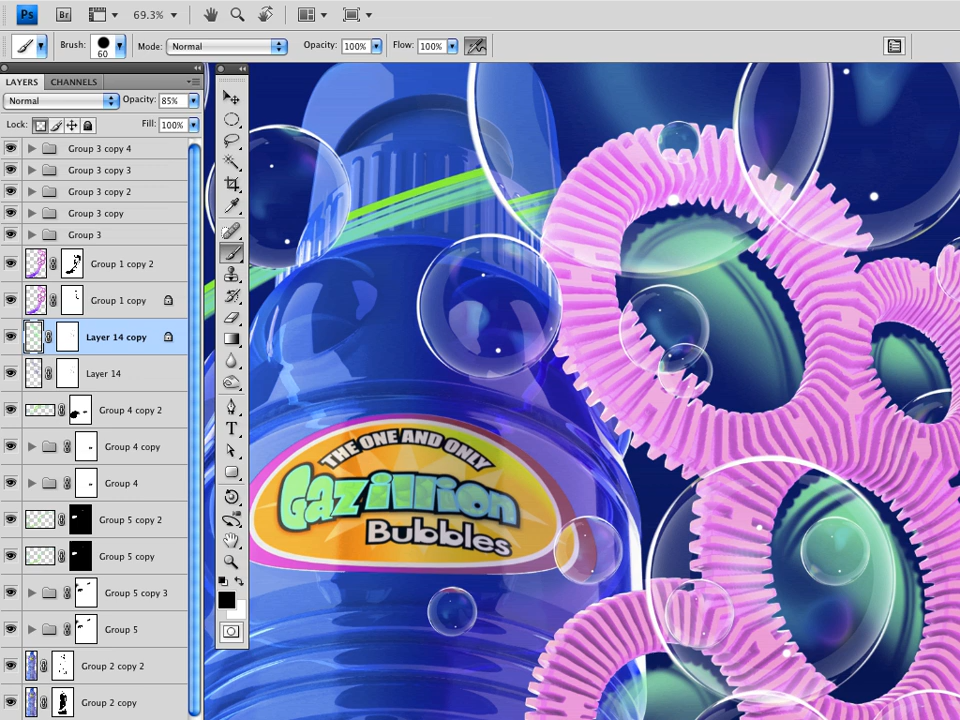 Ps
Br
69.3%
Brush:
60
Mode:
Normal
Opacity:
100%
Flow:
100%
LAYERS
CHANNELS
Normal
Opacity:
85%
Lock:
Fill:
100%
Group 3 copy 4
Group 3 copy 3
Group 3 copy 2
Group 3 copy
Group 3
Group 1 copy 2
Group 1 copy
Layer 14 copy
Layer 14
Group 4 copy 2
Group 4 copy
Group 4
Group 5 copy 2
Group 5 copy
Group 5 copy 3
Group 5
Group 2 copy 2
Group 2 copy
T
THE ONE AND ONLY
Gazillion
Bubbles